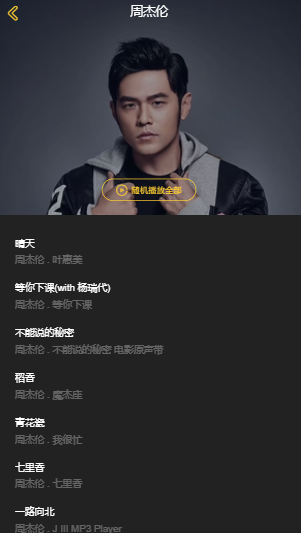 周杰伦
随机播放全部
晴天
周杰伦 . 叶惠美
等你下课(with 杨瑞代)
周杰伦 . 等你下课
不能说的秘密
周杰伦 . 不能说的秘密 电影原声带
稻香
周杰伦 . 魔杰座
青花瓷
周杰伦 . 我很忙
七里香
周杰伦 . 七里香
一路向北
周杰伦 . J III MP3 Player